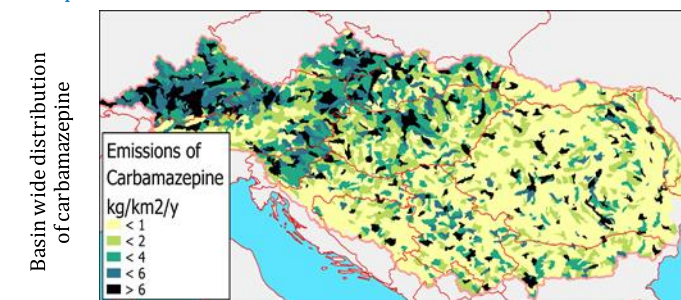 Basin wide distribution
of carbamazepine
Emissions of
Carbamazepine
kg/km2/y
< 1
< 2
< 4
< 6
> 6